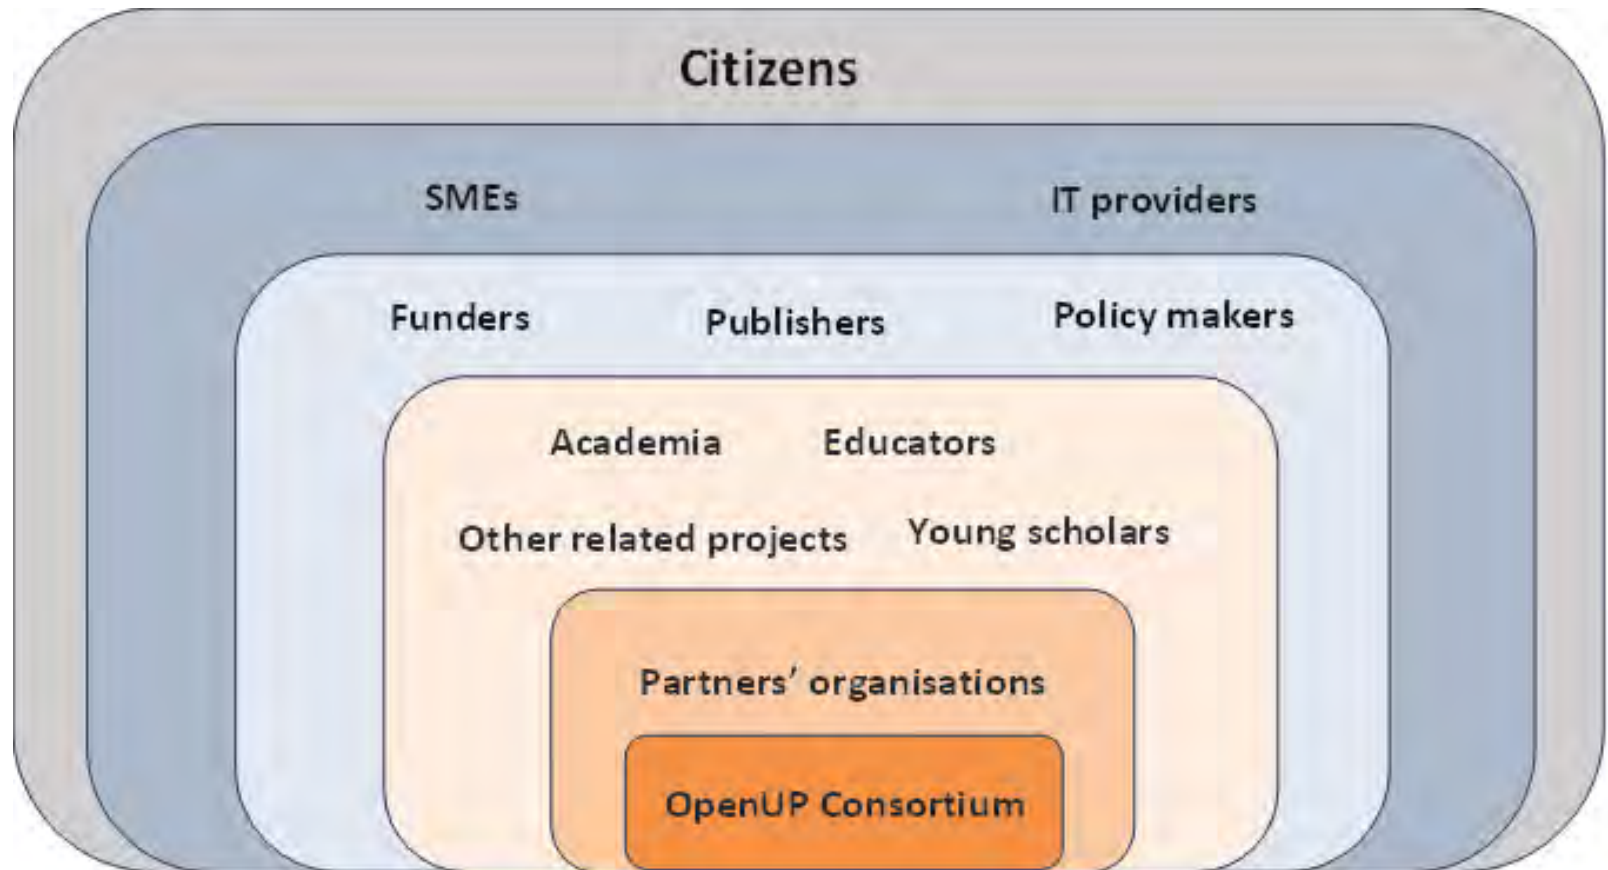 Citizens
SMEs IT providers
Funders Publishers Policy makers
Academia Educators
Other related projects Young scholars
Partners’ organisations
OpenUP Consortium